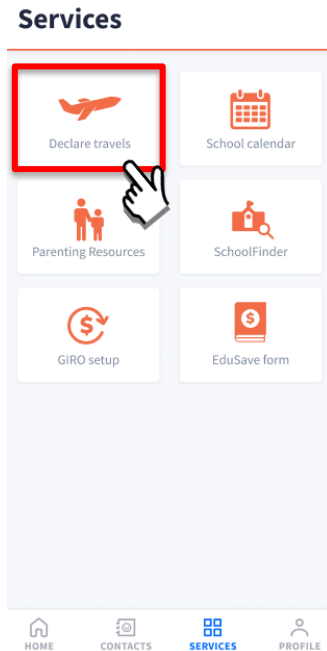 Services
Declare travels
School calendar
Parenting Resources
SchoolFinder
GIRO setup
EduSave form
HOME
CONTACTS
SERVICES
PROFILE